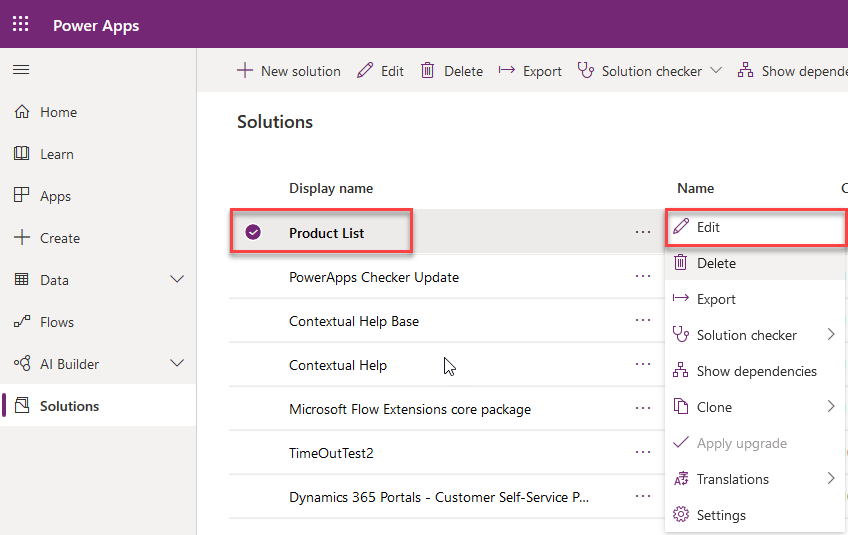 Power Apps
New solution Edit Delete Export Solution checker Show depende
Home
Learn
Apps
Create
Data
Flows
AI Builder
Solutions
Solutions
Display name Name C
Product List ...
PowerApps Checker Update ...
Contextual Help Base ...
Contextual Help ...
Microsoft Flow Extensions core package ...
TimeOutTest2 ...
Dynamics 365 Portals - Customer Self-Service P... ...
Edit
Delete
Export
Solution checker
Show dependencies
Clone
Apply upgrade
Translations
Settings